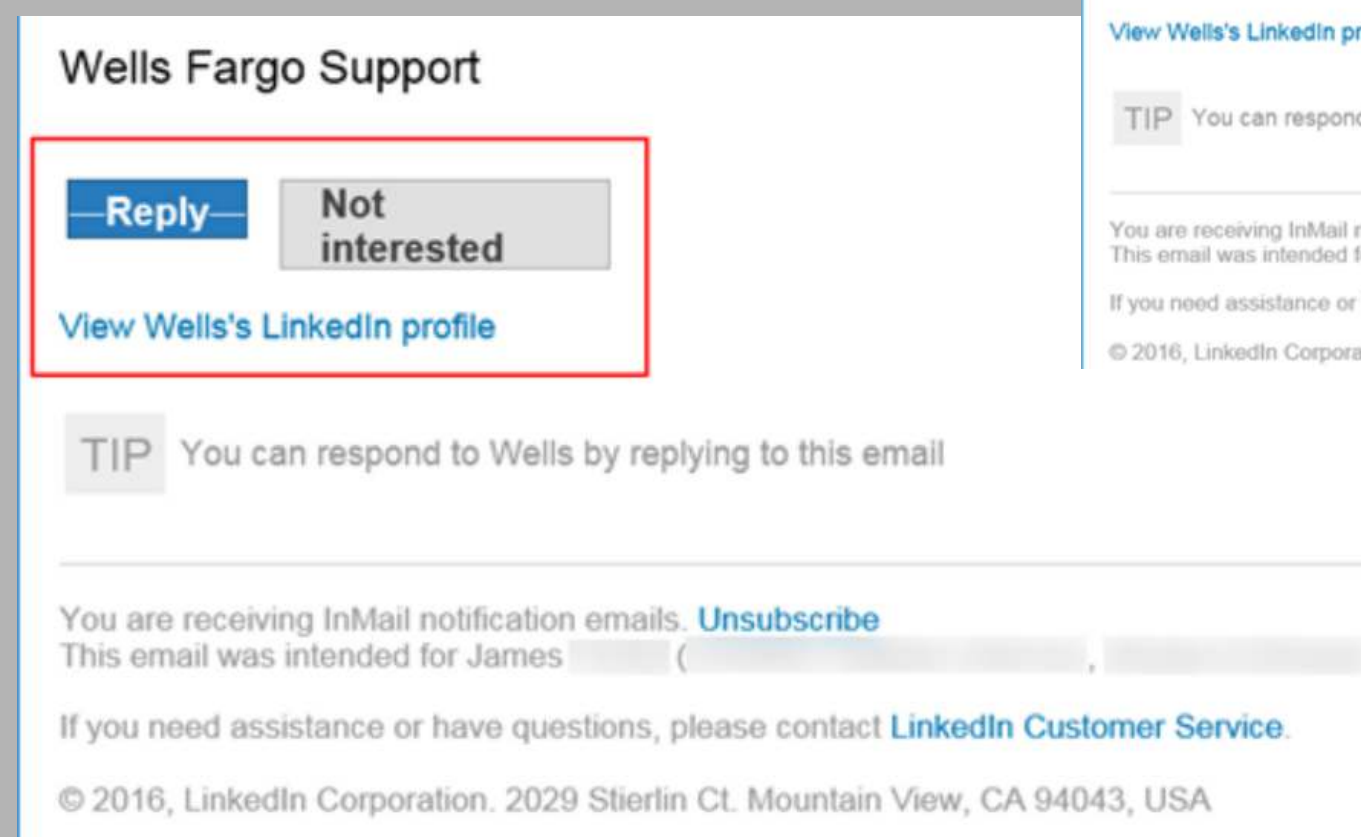 Wells Fargo Support
Reply
Not
interested
View Wells's LinkedIn profile
TIP You can respond to Wells by replying to this email
You are receiving InMail notification emails. Unsubscribe
This email was intended for James ( ,
If you need assistance or have questions, please contact LinkedIn Customer Service.
© 2016, LinkedIn Corporation. 2029 Stierlin Ct. Mountain View, CA 94043, USA
View Wells's LinkedIn pr
TIP You can respond
You are receiving InMail
This email was intended
If you need assistance or
© 2016, LinkedIn Corpora